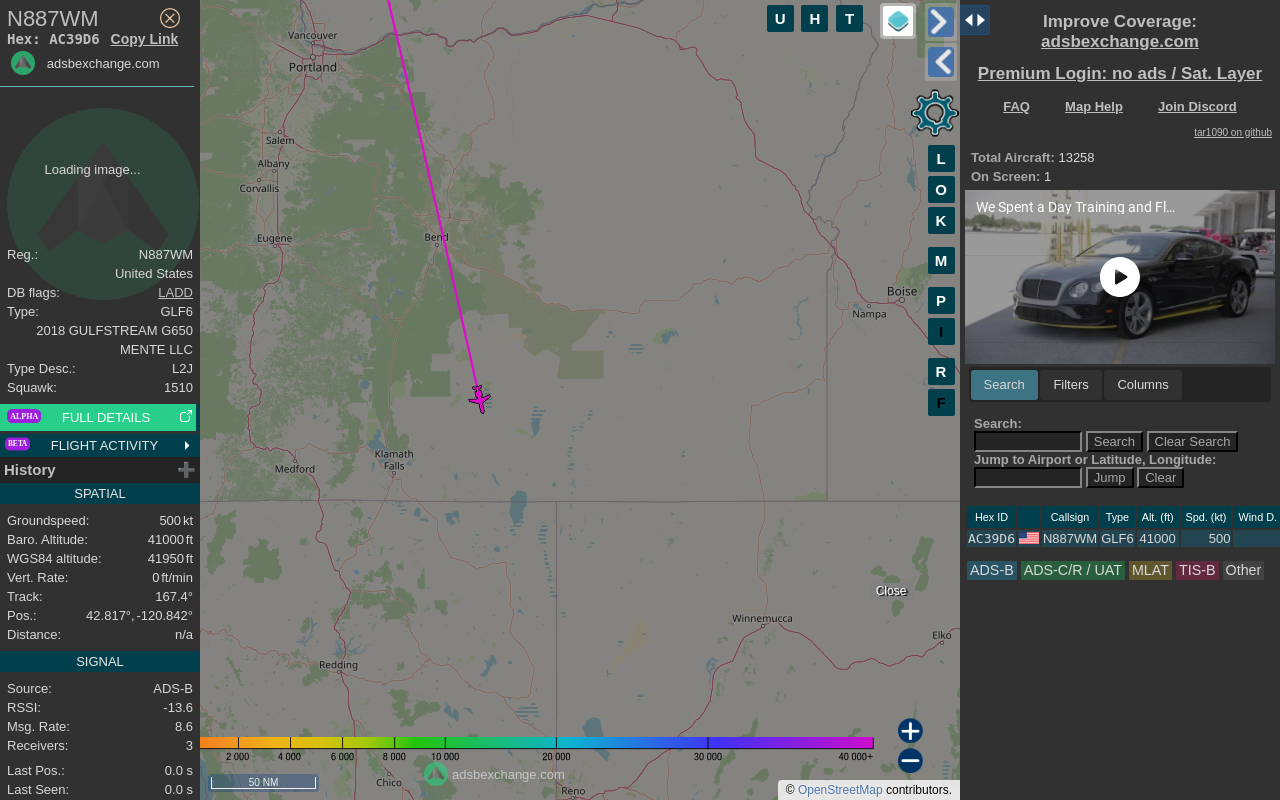 N887WM
Hex: AC39D6 Copy Link
adsbexchange.com
Loading image...
Reg.: N887WM
United States
DB flags: LADD
Type: GLF6
2018 GULFSTREAM G650
MENTE LLC
Type Desc.: L2J
Squawk: 1510
ALPHA FULL DETAILS
BETA FLIGHT ACTIVITY
History
SPATIAL
Groundspeed: 500 kt
Baro. Altitude: 41000 ft
WGS84 altitude: 41950 ft
Vert. Rate: 0 ft/min
Track: 167.4°
Pos.: 42.817°, -120.842°
Distance: n/a
SIGNAL
Source: ADS-B
RSSI: -13.6
Msg. Rate: 8.6
Receivers: 3
Last Pos.: 0.0 s
Last Seen: 0.0 s
Vancouver
Portland
Salem
Albany
Corvallis
Eugene
Bend
Boise
Nampa
Medford
Klamath
Falls
Winnemucca
Elko
Redding
Chico
Reno
Close
U H T
L
O
K
M
P
I
R
F
2 000 4 000 6 000 8 000 10 000 20 000 30 000 40 000+
50 NM
adsbexchange.com
© OpenStreetMap contributors.
Improve Coverage:
adsbexchange.com
Premium Login: no ads / Sat. Layer
FAQ Map Help Join Discord
tar1090 on github
Total Aircraft: 13258
On Screen: 1
We Spent a Day Training and Fl...
Search Filters Columns
Search:
Search Clear Search
Jump to Airport or Latitude, Longitude:
Jump Clear
Hex ID Callsign Type Alt. (ft) Spd. (kt) Wind D.
AC39D6 N887WM GLF6 41000 500
ADS-B ADS-C/R / UAT MLAT TIS-B Other